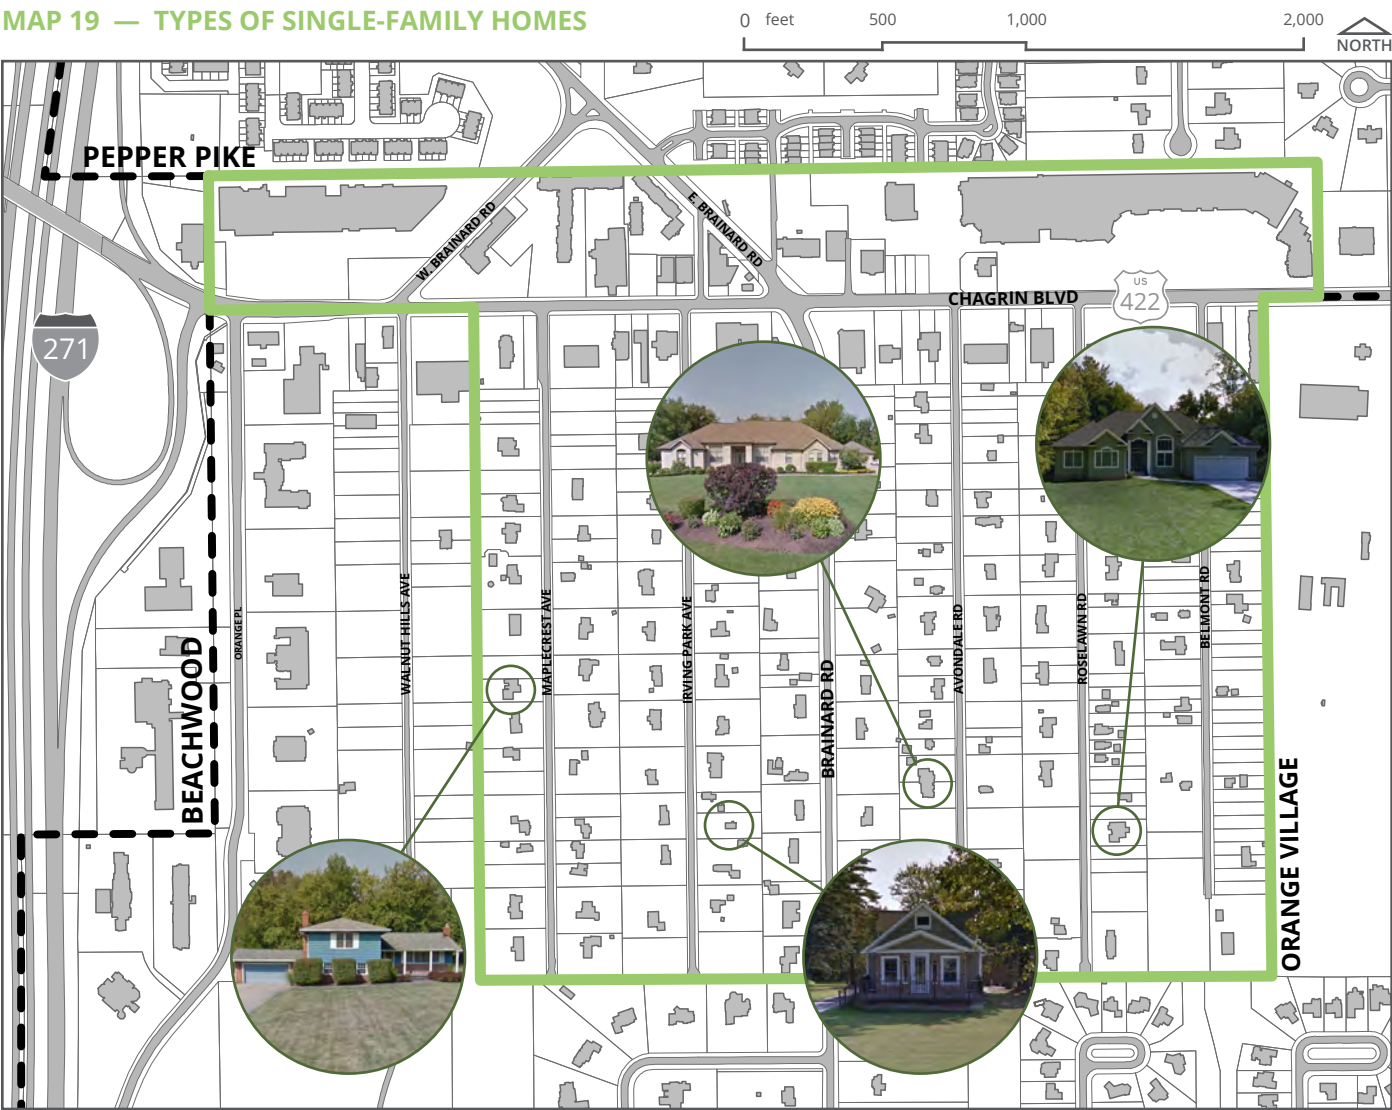 MAP 19 — TYPES OF SINGLE-FAMILY HOMES
0 feet 500 1,000 2,000
NORTH
PEPPER PIKE
W. BRAINARD RD
E. BRAINARD RD
CHAGRIN BLVD
US
422
271
ORANGE PL
WALNUT HILLS AVE
MAPLECREST AVE
IRVING PARK AVE
BRAINARD RD
AVONDALE RD
ROSELAWN RD
BELMONT RD
BEACHWOOD
ORANGE VILLAGE